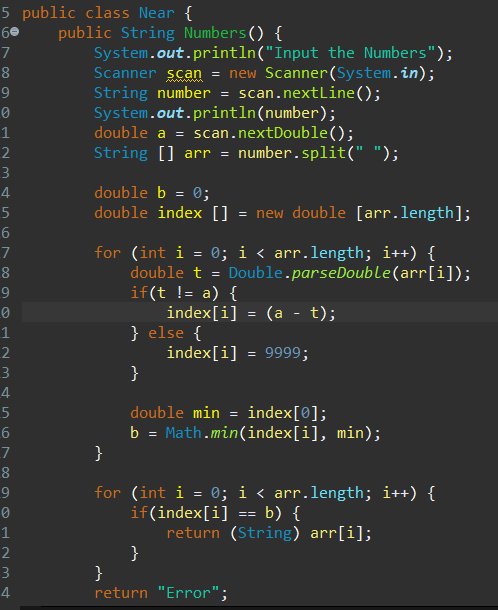 5 public class Near {
6 public String Numbers() {
7 System.out.println("Input the Numbers");
8 Scanner scan = new Scanner(System.in);
9 String number = scan.nextLine();
0 System.out.println(number);
1 double a = scan.nextDouble();
2 String [] arr = number.split(" ");
3
4 double b = 0;
5 double index [] = new double [arr.length];
6
7 for (int i = 0; i < arr.length; i++) {
8 double t = Double.parseDouble(arr[i]);
9 if(t != a) {
0 index[i] = (a - t);
1 } else {
2 index[i] = 9999;
3 }
4
5 double min = index[0];
6 b = Math.min(index[i], min);
7 }
8
9 for (int i = 0; i < arr.length; i++) {
0 if(index[i] == b) {
1 return (String) arr[i];
2 }
3 }
4 return "Error";